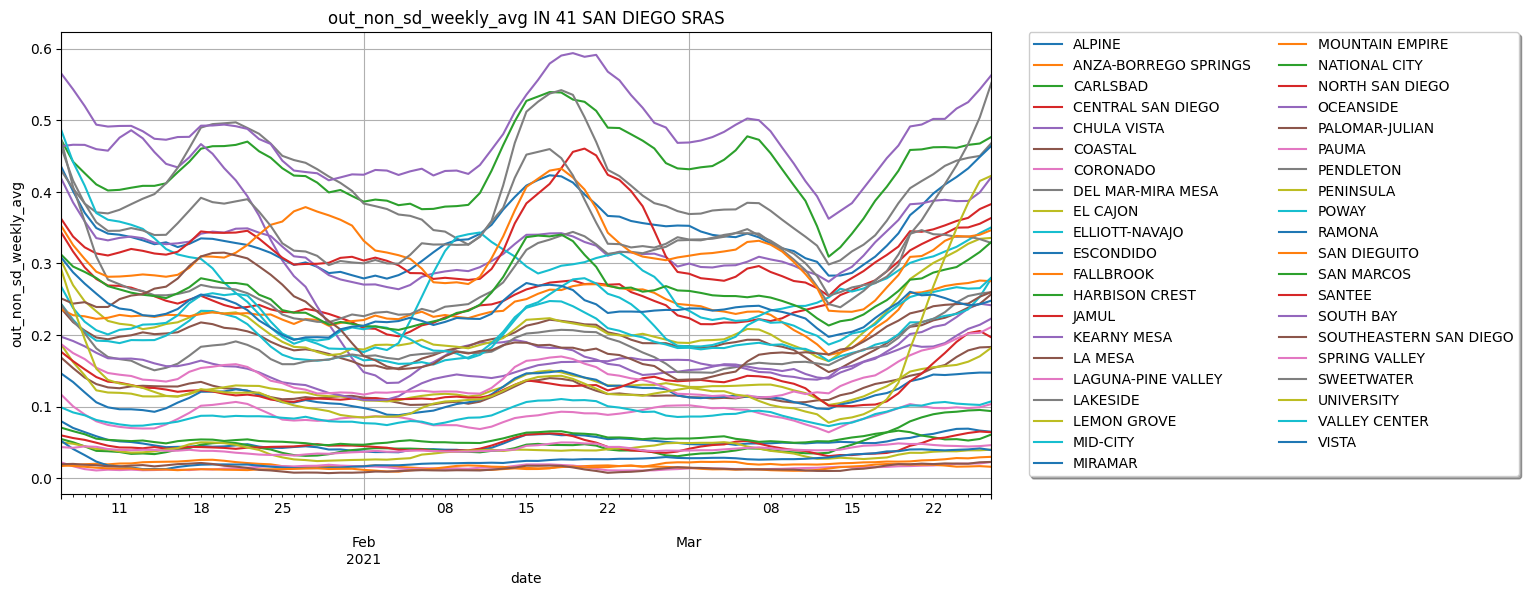 out_non_sd_weekly_avg IN 41 SAN DIEGO SRAS
out_non_sd_weekly_avg
0.6
0.5
0.4
0.3
0.2
0.1
0.0
11 18 25 08 15 22 08 15 22
Feb Mar
2021
date
ALPINE
ANZA-BORREGO SPRINGS
CARLSBAD
CENTRAL SAN DIEGO
CHULA VISTA
COASTAL
CORONADO
DEL MAR-MIRA MESA
EL CAJON
ELLIOTT-NAVAJO
ESCONDIDO
FALLBROOK
HARBISON CREST
JAMUL
KEARNY MESA
LA MESA
LAGUNA-PINE VALLEY
LAKESIDE
LEMON GROVE
MID-CITY
MIRAMAR
MOUNTAIN EMPIRE
NATIONAL CITY
NORTH SAN DIEGO
OCEANSIDE
PALOMAR-JULIAN
PAUMA
PENDLETON
PENINSULA
POWAY
RAMONA
SAN DIEGUITO
SAN MARCOS
SANTEE
SOUTH BAY
SOUTHEASTERN SAN DIEGO
SPRING VALLEY
SWEETWATER
UNIVERSITY
VALLEY CENTER
VISTA